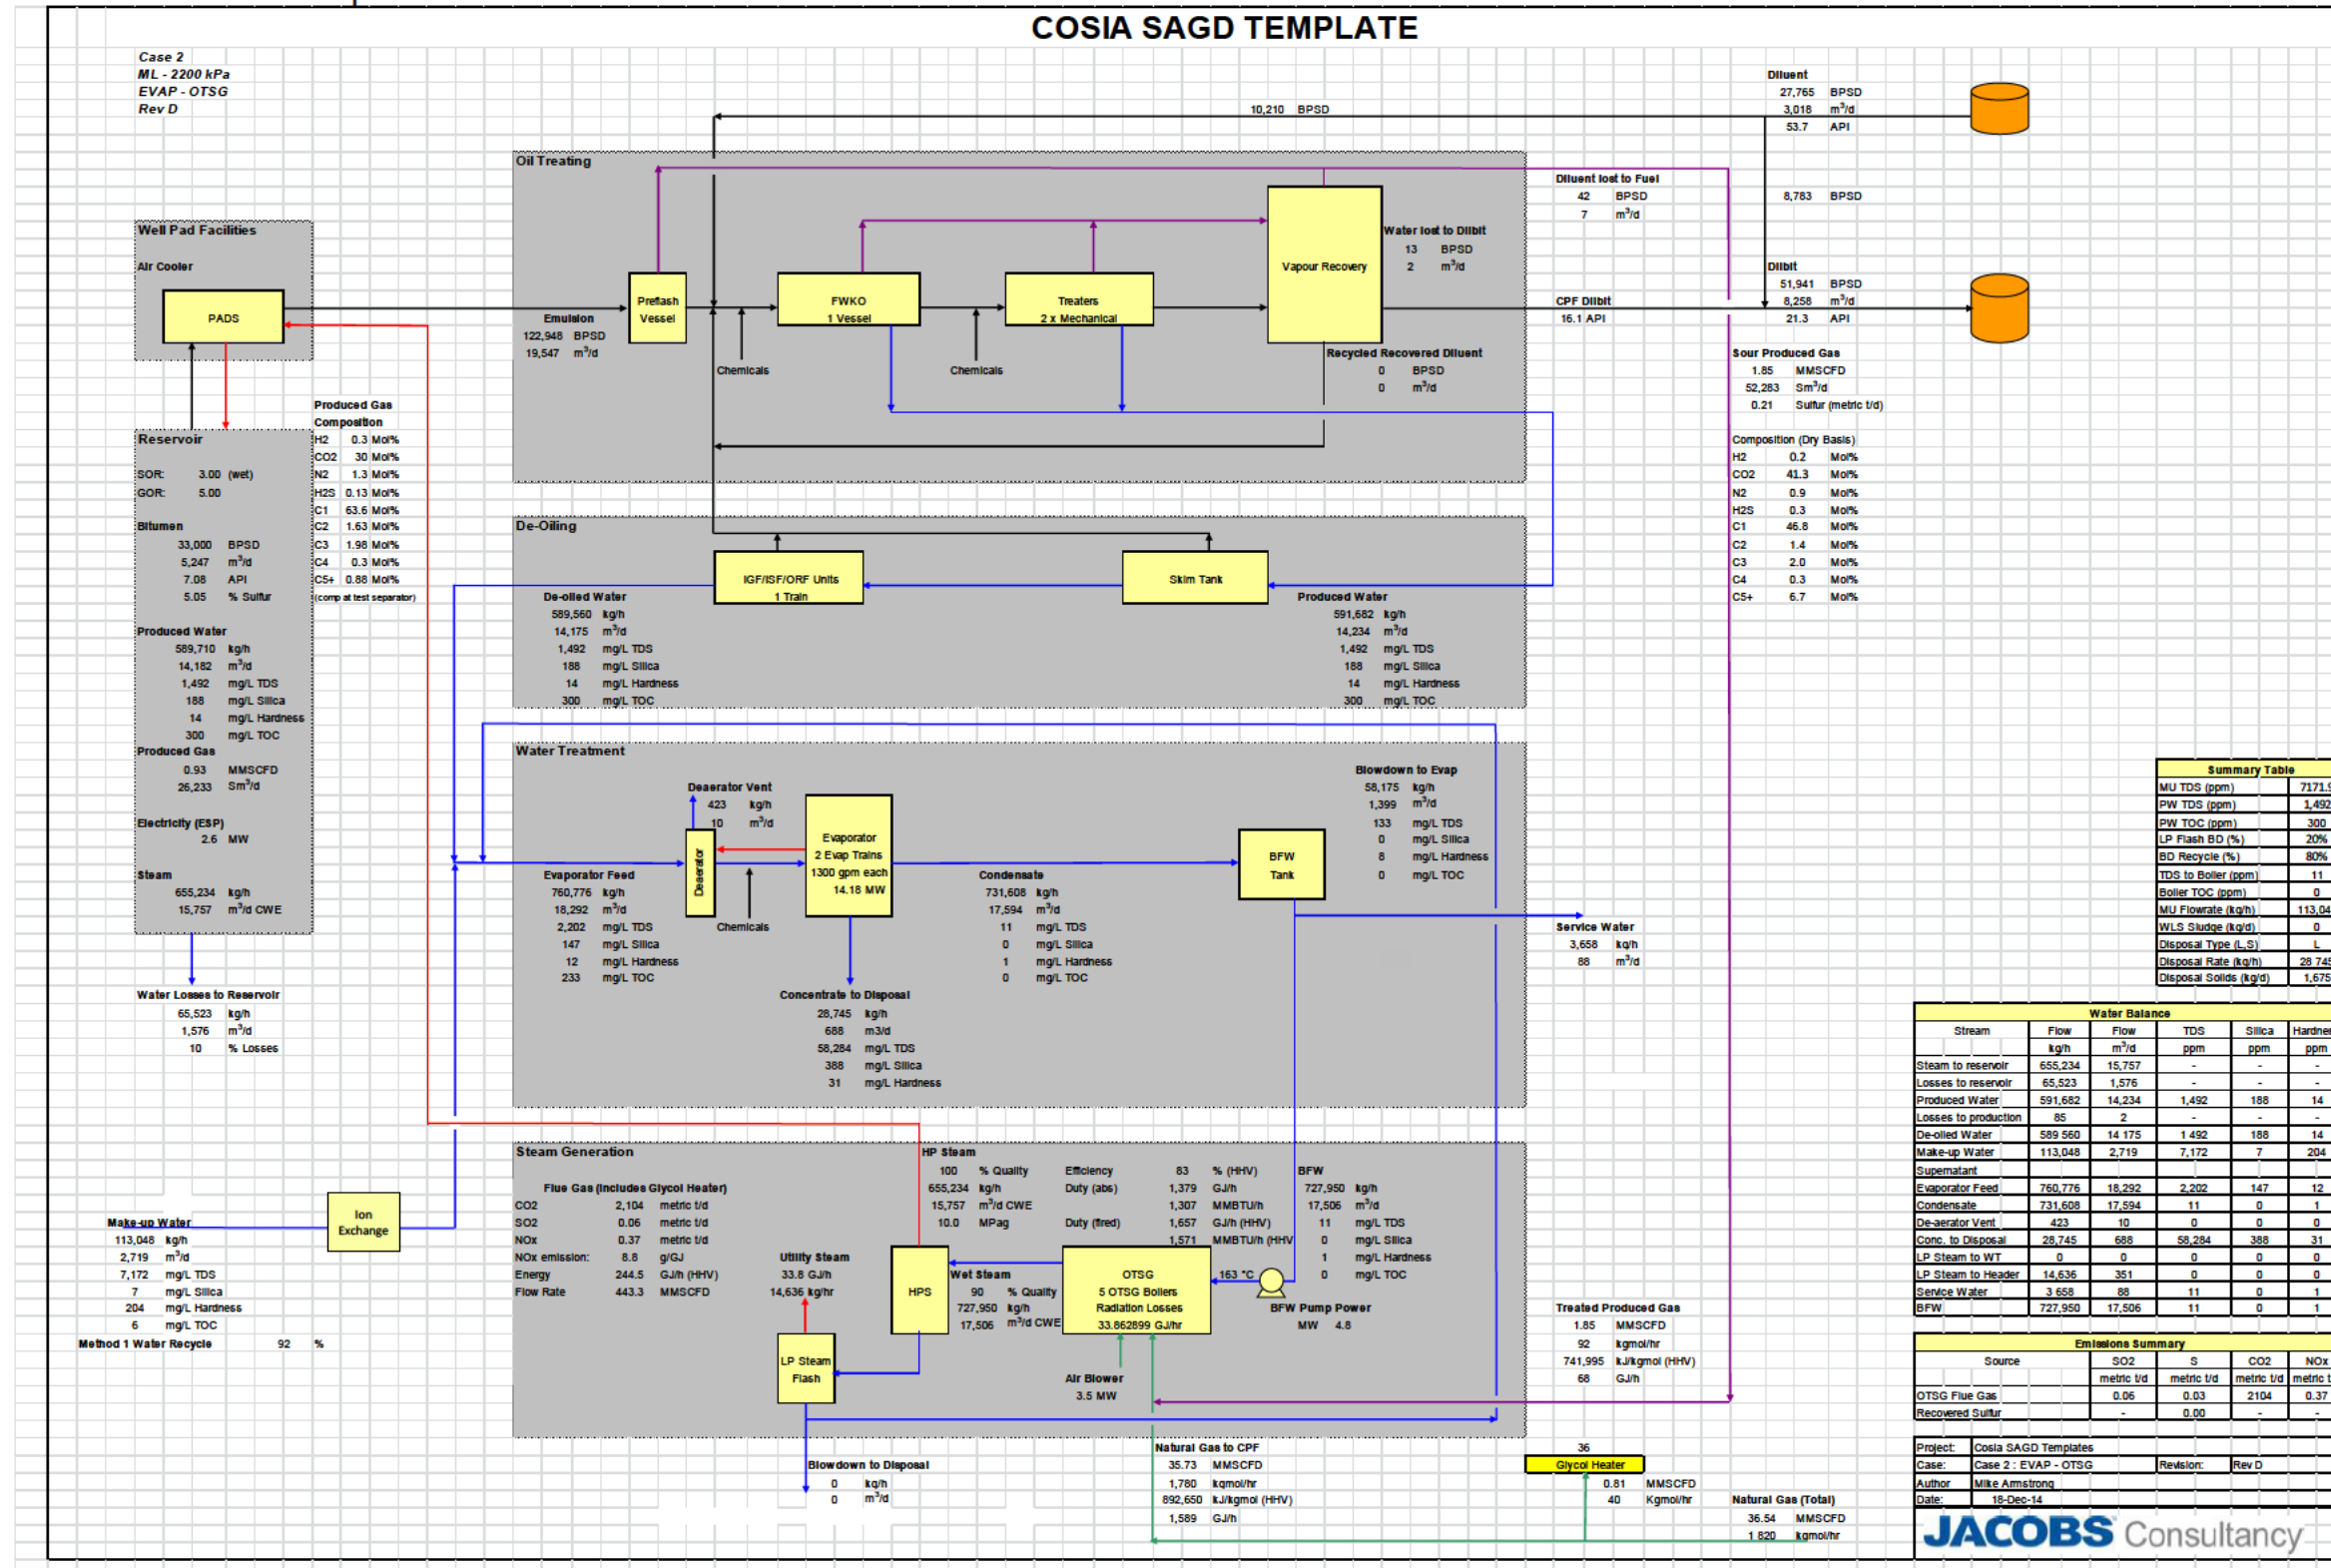 COSIA SAGD TEMPLATE
Case 2
ML - 2200 kPa
EVAP - OTSG
Rev D
Diluent
27,765 BPSD
3,018 m³/d
53.7 API
10,210 BPSD
8,783 BPSD
Oil Treating
Diluent lost to Fuel
42 BPSD
7 m³/d
Water lost to Dilbit
13 BPSD
2 m³/d
Well Pad Facilities
Air Cooler
PADS
Emulsion
122,948 BPSD
19,547 m³/d
Preflash
Vessel
Chemicals
FWKO
1 Vessel
Chemicals
Treaters
2 x Mechanical
Vapour Recovery
Recycled Recovered Diluent
0 BPSD
0 m³/d
CPF Dilbit
16.1 API
Dilbit
51,941 BPSD
8,258 m³/d
21.3 API
Sour Produced Gas
1.85 MMSCFD
52,283 Sm³/d
0.21 Sulfur (metric t/d)
Composition (Dry Basis)
H2 0.2 Mol%
CO2 41.3 Mol%
N2 0.9 Mol%
H2S 0.3 Mol%
C1 46.8 Mol%
C2 1.4 Mol%
C3 2.0 Mol%
C4 0.3 Mol%
C5+ 6.7 Mol%
Produced Gas
Composition
H2 0.3 Mol%
CO2 30 Mol%
N2 1.3 Mol%
H2S 0.13 Mol%
C1 63.6 Mol%
C2 1.63 Mol%
C3 1.98 Mol%
C4 0.3 Mol%
C5+ 0.88 Mol%
(comp at test separator)
Reservoir
SOR: 3.00 (wet)
GOR: 5.00
Bitumen
33,000 BPSD
5,247 m³/d
7.08 API
5.05 % Sulfur
Produced Water
589,710 kg/h
14,182 m³/d
1,492 mg/L TDS
188 mg/L Silica
14 mg/L Hardness
300 mg/L TOC
Produced Gas
0.93 MMSCFD
26,233 Sm³/d
Electricity (ESP)
2.6 MW
Steam
655,234 kg/h
15,757 m³/d CWE
Water Losses to Reservoir
65,523 kg/h
1,576 m³/d
10 % Losses
De-Oiling
IGF/ISF/ORF Units
1 Train
Skim Tank
De-oiled Water
589,560 kg/h
14,175 m³/d
1,492 mg/L TDS
188 mg/L Silica
14 mg/L Hardness
300 mg/L TOC
Produced Water
591,682 kg/h
14,234 m³/d
1,492 mg/L TDS
188 mg/L Silica
14 mg/L Hardness
300 mg/L TOC
Water Treatment
Deaerator Vent
423 kg/h
10 m³/d
Deaerator
Evaporator
2 Evap Trains
1300 gpm each
14.18 MW
Chemicals
BFW
Tank
Blowdown to Evap
58,175 kg/h
1,399 m³/d
133 mg/L TDS
0 mg/L Silica
8 mg/L Hardness
0 mg/L TOC
Evaporator Feed
760,776 kg/h
18,292 m³/d
2,202 mg/L TDS
147 mg/L Silica
12 mg/L Hardness
233 mg/L TOC
Condensate
731,608 kg/h
17,594 m³/d
11 mg/L TDS
0 mg/L Silica
1 mg/L Hardness
0 mg/L TOC
Concentrate to Disposal
28,745 kg/h
688 m3/d
58,284 mg/L TDS
388 mg/L Silica
31 mg/L Hardness
Service Water
3,658 kg/h
88 m³/d
Steam Generation
Flue Gas (Includes Glycol Heater)
CO2 2,104 metric t/d
SO2 0.06 metric t/d
NOx 0.37 metric t/d
NOx emission: 8.8 g/GJ
Energy 244.5 GJ/h (HHV)
Flow Rate 443.3 MMSCFD
HP Steam
100 % Quality
655,234 kg/h
15,757 m³/d CWE
10.0 MPag
Efficiency 83 % (HHV)
Duty (abs) 1,379 GJ/h
1,307 MMBTU/h
Duty (fired) 1,657 GJ/h (HHV)
1,571 MMBTU/h (HHV
BFW
727,950 kg/h
17,506 m³/d
11 mg/L TDS
0 mg/L Silica
1 mg/L Hardness
0 mg/L TOC
Utility Steam
33.8 GJ/h
14,636 kg/hr
HPS
Wet Steam
90 % Quality
727,950 kg/h
17,506 m³/d CWE
OTSG
5 OTSG Boilers
Radiation Losses
33.862899 GJ/hr
163 °C
BFW Pump Power
MW 4.8
LP Steam
Flash
Air Blower
3.5 MW
Make-up Water
113,048 kg/h
2,719 m³/d
7,172 mg/L TDS
7 mg/L Silica
204 mg/L Hardness
6 mg/L TOC
Ion
Exchange
Method 1 Water Recycle 92 %
Blowdown to Disposal
0 kg/h
0 m³/d
Natural Gas to CPF
35.73 MMSCFD
1,780 kgmol/hr
892,650 kJ/kgmol (HHV)
1,589 GJ/h
Treated Produced Gas
1.85 MMSCFD
92 kgmol/hr
741,995 kJ/kgmol (HHV)
68 GJ/h
36
Glycol Heater
0.81 MMSCFD
40 Kgmol/hr
Natural Gas (Total)
36.54 MMSCFD
1 820 kgmol/hr
Summary Table
MU TDS (ppm) 7171.9
PW TDS (ppm) 1,492
PW TOC (ppm) 300
LP Flash BD (%) 20%
BD Recycle (%) 80%
TDS to Boiler (ppm) 11
Boiler TOC (ppm) 0
MU Flowrate (kg/h) 113,04
WLS Sludge (kg/d) 0
Disposal Type (L,S) L
Disposal Rate (kg/h) 28 745
Disposal Solids (kg/d) 1,675
Water Balance
Stream Flow Flow TDS Silica Hardnes
kg/h m³/d ppm ppm ppm
Steam to reservoir 655,234 15,757 - - -
Losses to reservoir 65,523 1,576 - - -
Produced Water 591,682 14,234 1,492 188 14
Losses to production 85 2 - - -
De-oiled Water 589 560 14 175 1 492 188 14
Make-up Water 113,048 2,719 7,172 7 204
Supernatant
Evaporator Feed 760,776 18,292 2,202 147 12
Condensate 731,608 17,594 11 0 1
De-aerator Vent 423 10 0 0 0
Conc. to Disposal 28,745 688 58,284 388 31
LP Steam to WT 0 0 0 0 0
LP Steam to Header 14,636 351 0 0 0
Service Water 3 658 88 11 0 1
BFW 727,950 17,506 11 0 1
Emissions Summary
Source SO2 S CO2 NOx
metric t/d metric t/d metric t/d metric t
OTSG Flue Gas 0.06 0.03 2104 0.37
Recovered Sulfur - 0.00 - -
Project: Cosia SAGD Templates
Case: Case 2 : EVAP - OTSG Revision: Rev D
Author Mike Armstrong
Date: 18-Dec-14
JACOBS Consultancy